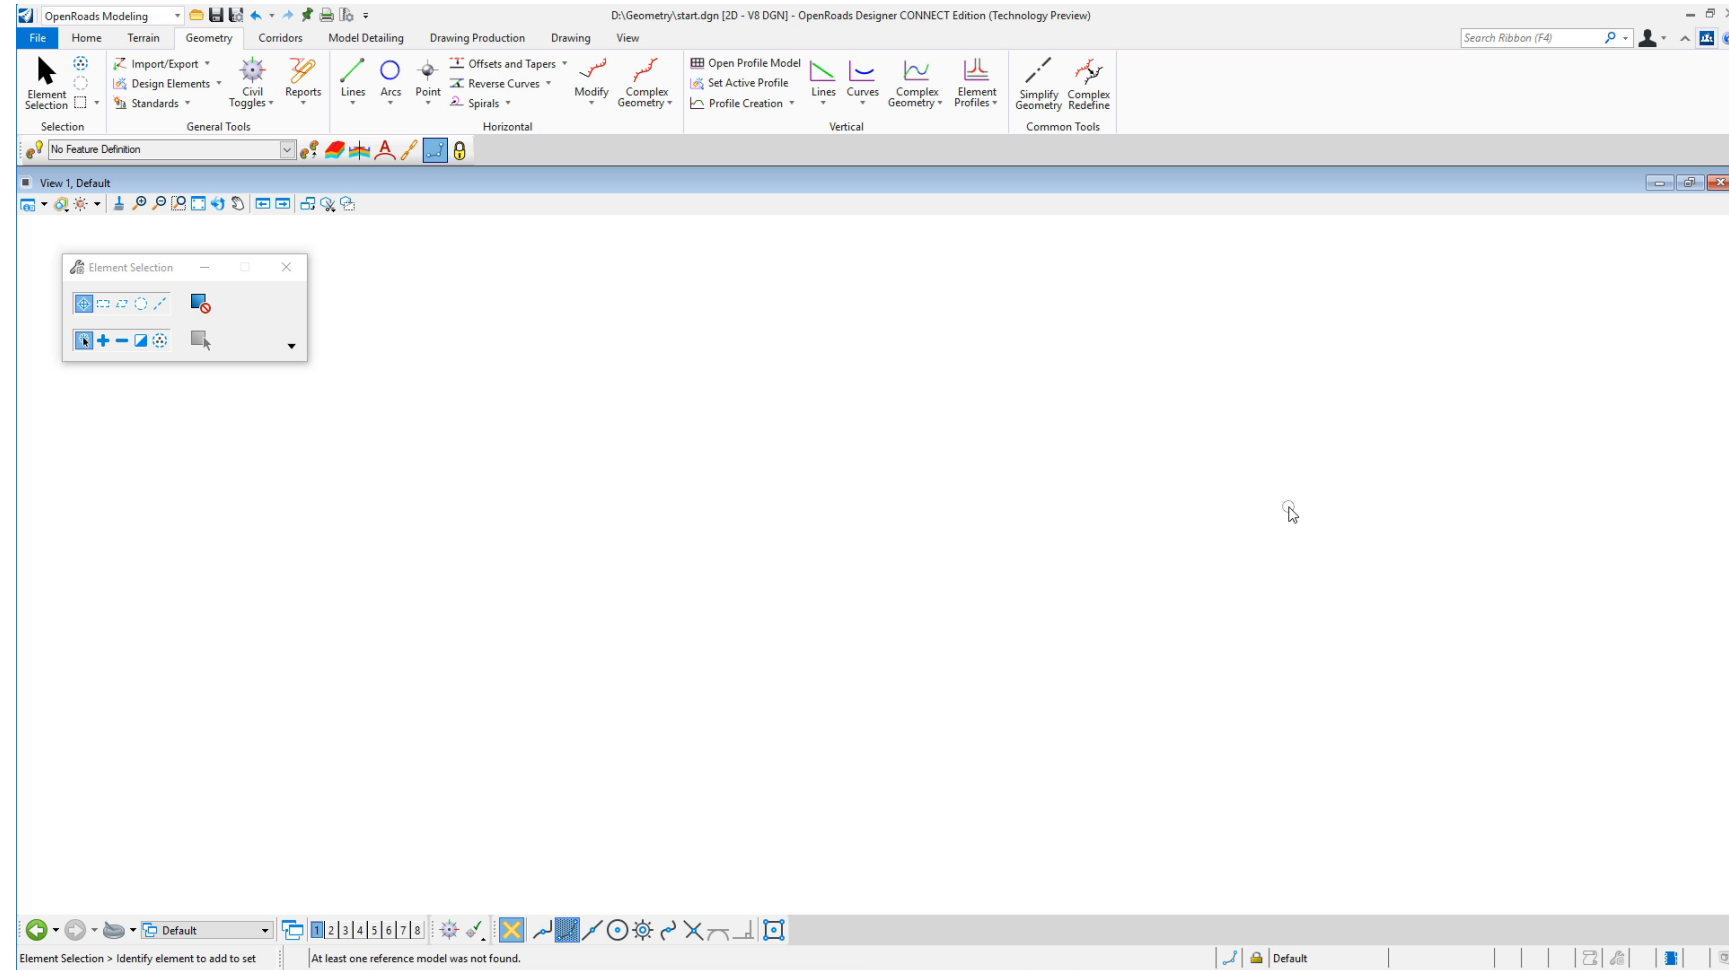 OpenRoads Modeling
D:\Geometry\start.dgn [2D - V8 DGN] - OpenRoads Designer CONNECT Edition (Technology Preview)
File Home Terrain Geometry Corridors Model Detailing Drawing Production Drawing View
Search Ribbon (F4)
Element Selection
Import/Export
Design Elements
Standards
Civil Toggles
Reports
Lines
Arcs
Point
Offsets and Tapers
Reverse Curves
Spirals
Modify
Complex Geometry
Open Profile Model
Set Active Profile
Profile Creation
Lines
Curves
Complex Geometry
Element Profiles
Simplify Geometry
Complex Redefine
Selection General Tools Horizontal Vertical Common Tools
No Feature Definition
View 1, Default
Element Selection
Default
1 2 3 4 5 6 7 8
Element Selection > Identify element to add to set
At least one reference model was not found.
Default